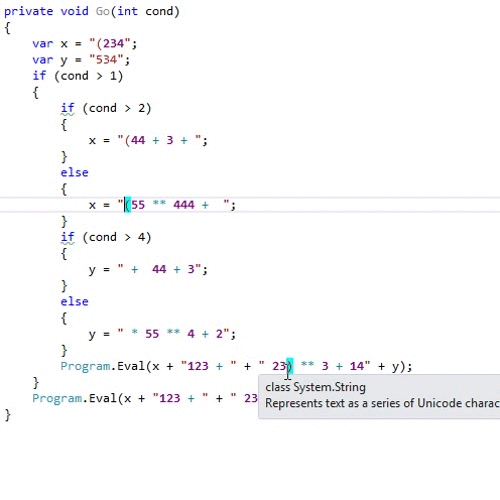 private void Go(int cond)
{
var x = "(234";
var y = "534";
if (cond > 1)
{
if (cond > 2)
{
x = "(44 + 3 + ";
}
else
{
x = "(55 ** 444 +  ";
}
if (cond > 4)
{
y = " +  44 + 3";
}
else
{
y = " * 55 ** 4 + 2";
}
Program.Eval(x + "123 + " + " 23) ** 3 + 14" + y);
class System.String
}
Represents text as a series of Unicode
Program.Eval(x + "123 + " + " 23
}